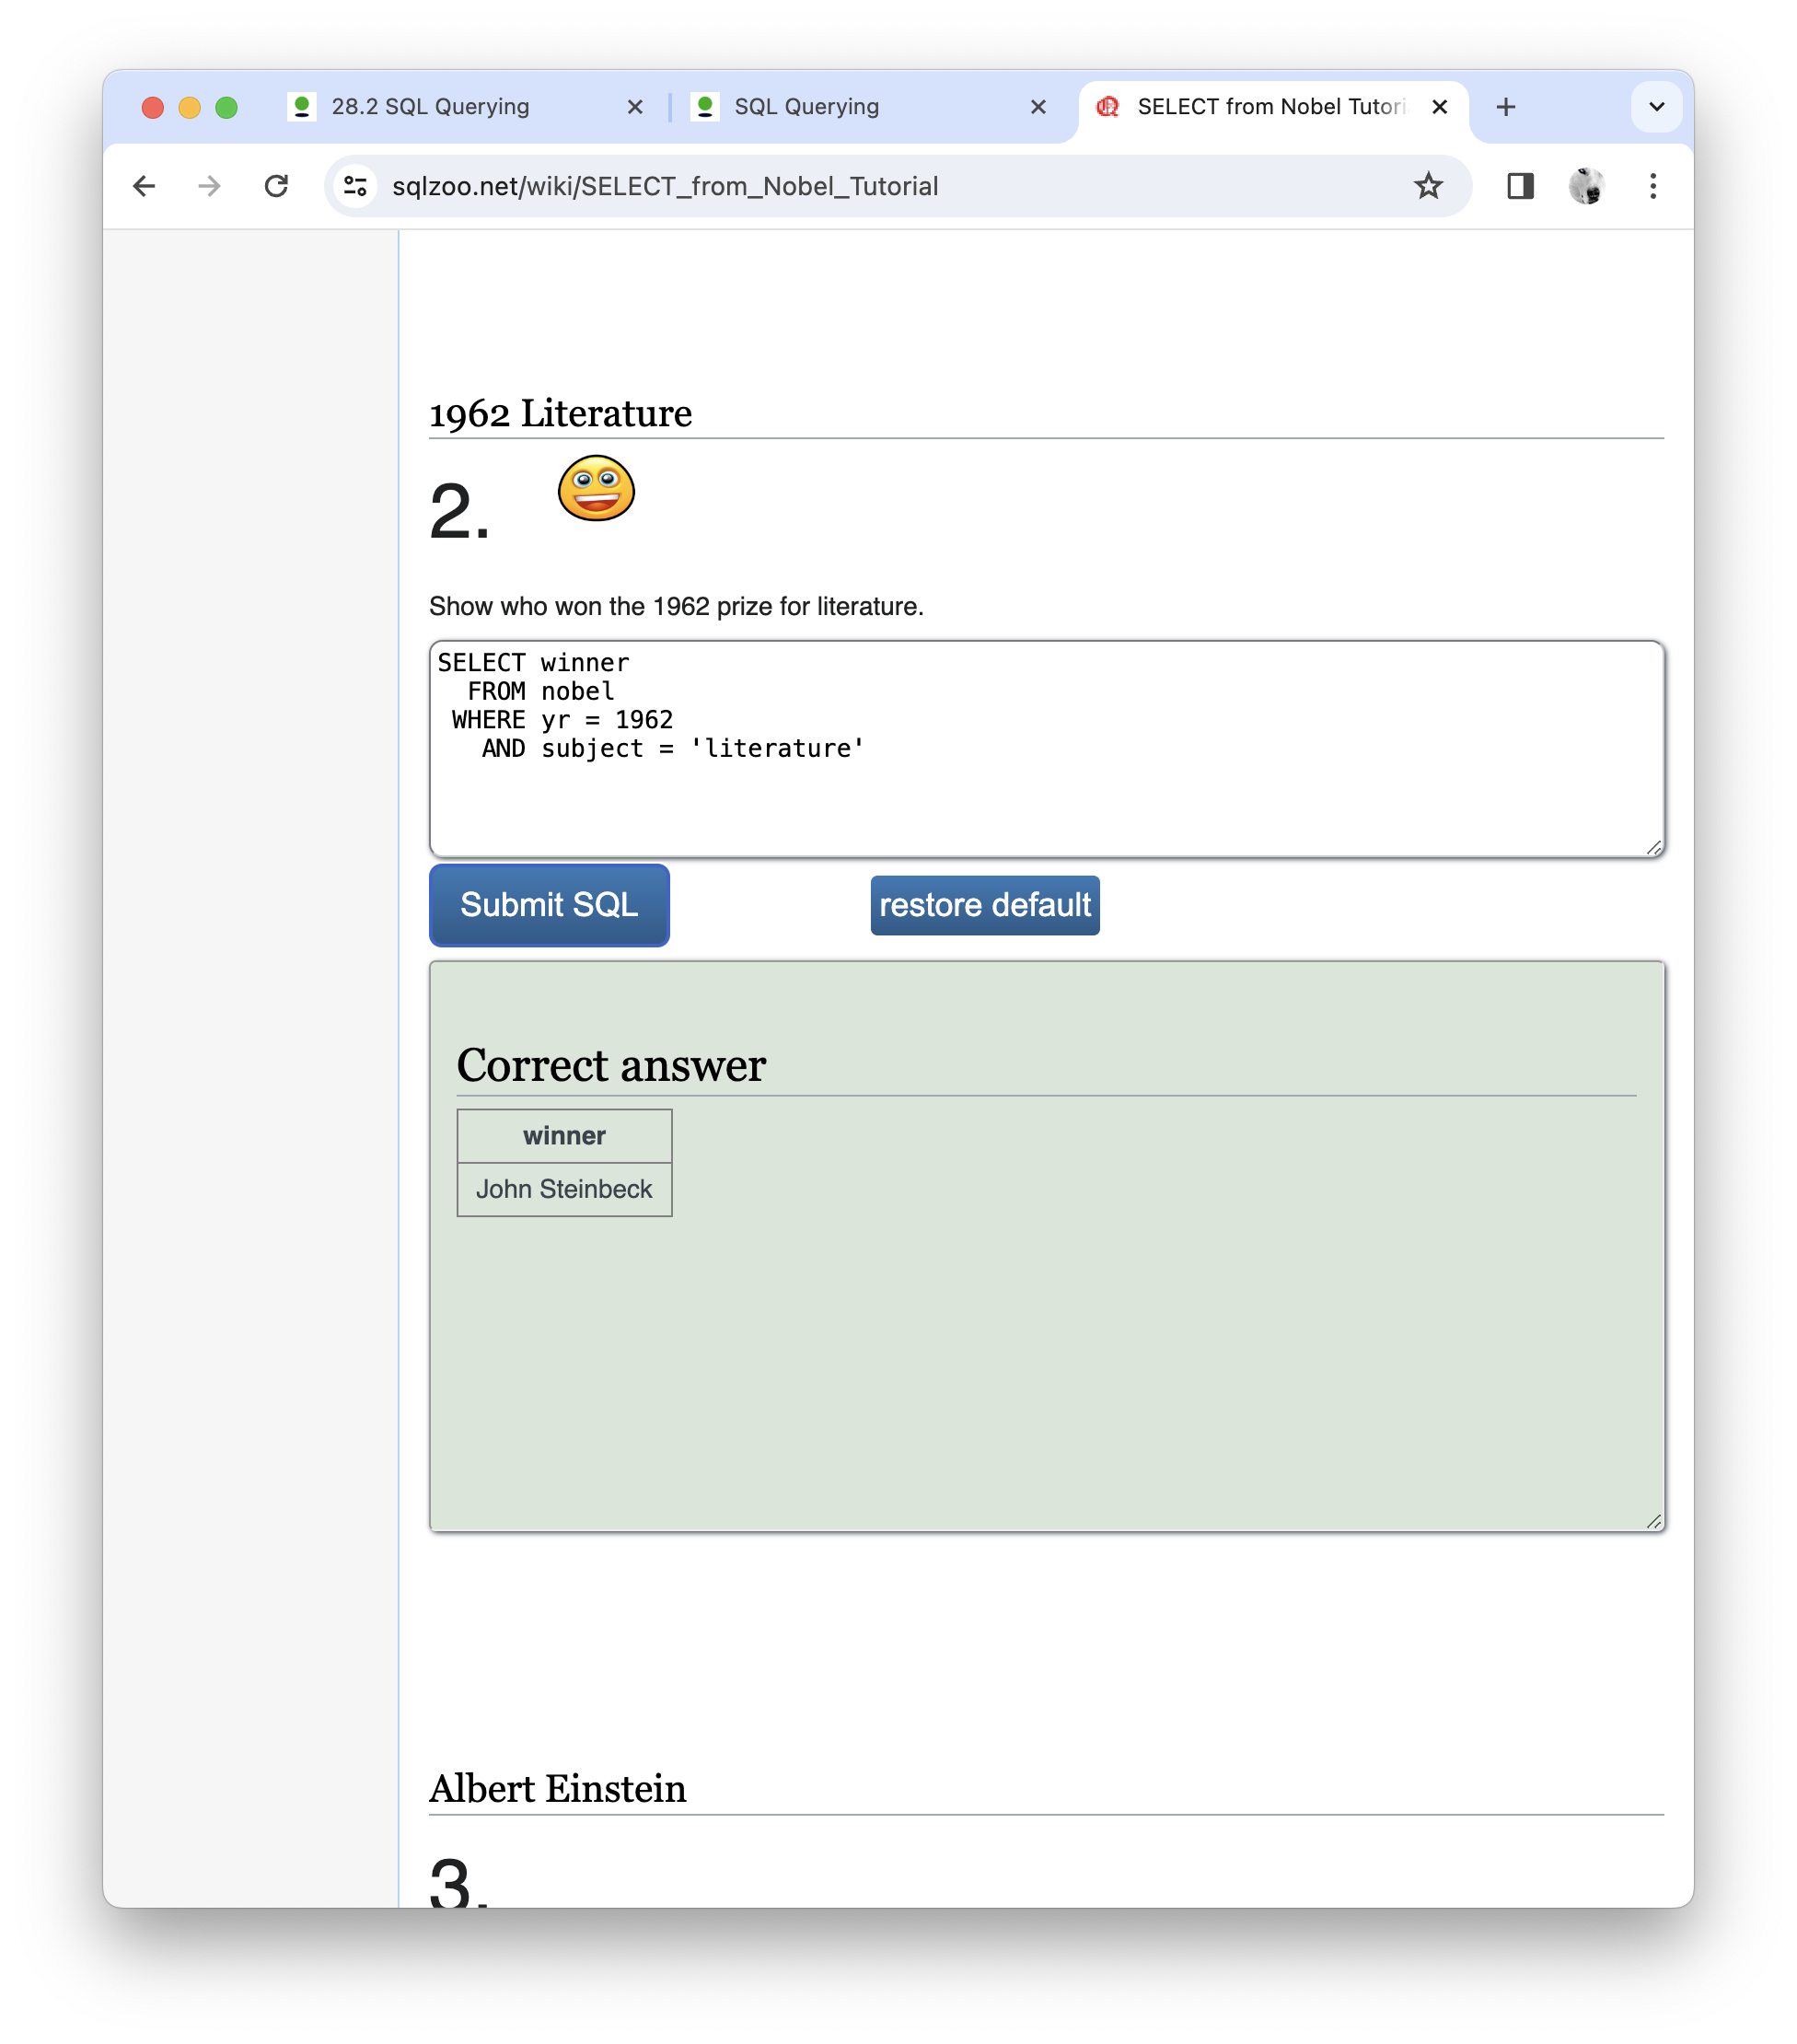 28.2 SQL Querying
SQL Querying
SELECT from Nobel Tutori
sqlzoo.net/wiki/SELECT_from_Nobel_Tutorial
1962 Literature
2.
Show who won the 1962 prize for literature.
SELECT winner
FROM nobel
WHERE yr = 1962
AND subject = 'literature'
Submit SQL
restore default
Correct answer
winner
John Steinbeck
Albert Einstein
3.